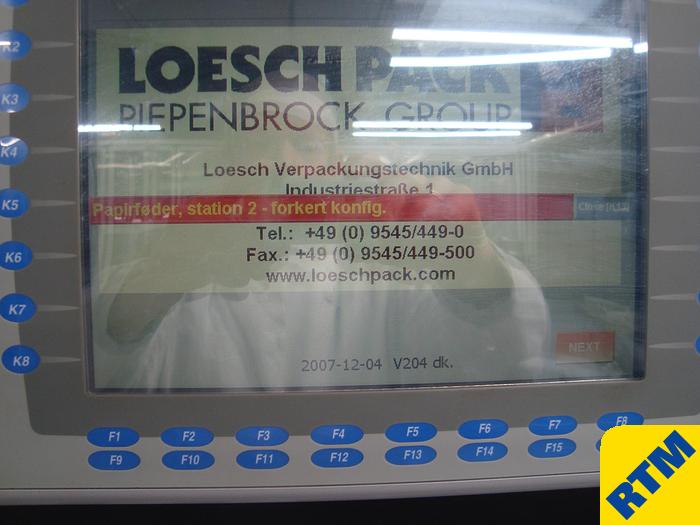 LOESCH PACK
PIEPENBROCK GROUP
Loesch Verpackungstechnik GmbH
Industriestraße 1
Papirføder, station 2 - forkert konfig.
Tel.: +49 (0) 9545/449-0
Fax.: +49 (0) 9545/449-500
www.loeschpack.com
NEXT
2007-12-04 V204 dk.
K2
K3
K4
K5
K6
K7
K8
F1 F2 F3 F4 F5 F6 F7 F8
F9 F10 F11 F12 F13 F14 F15
RTM